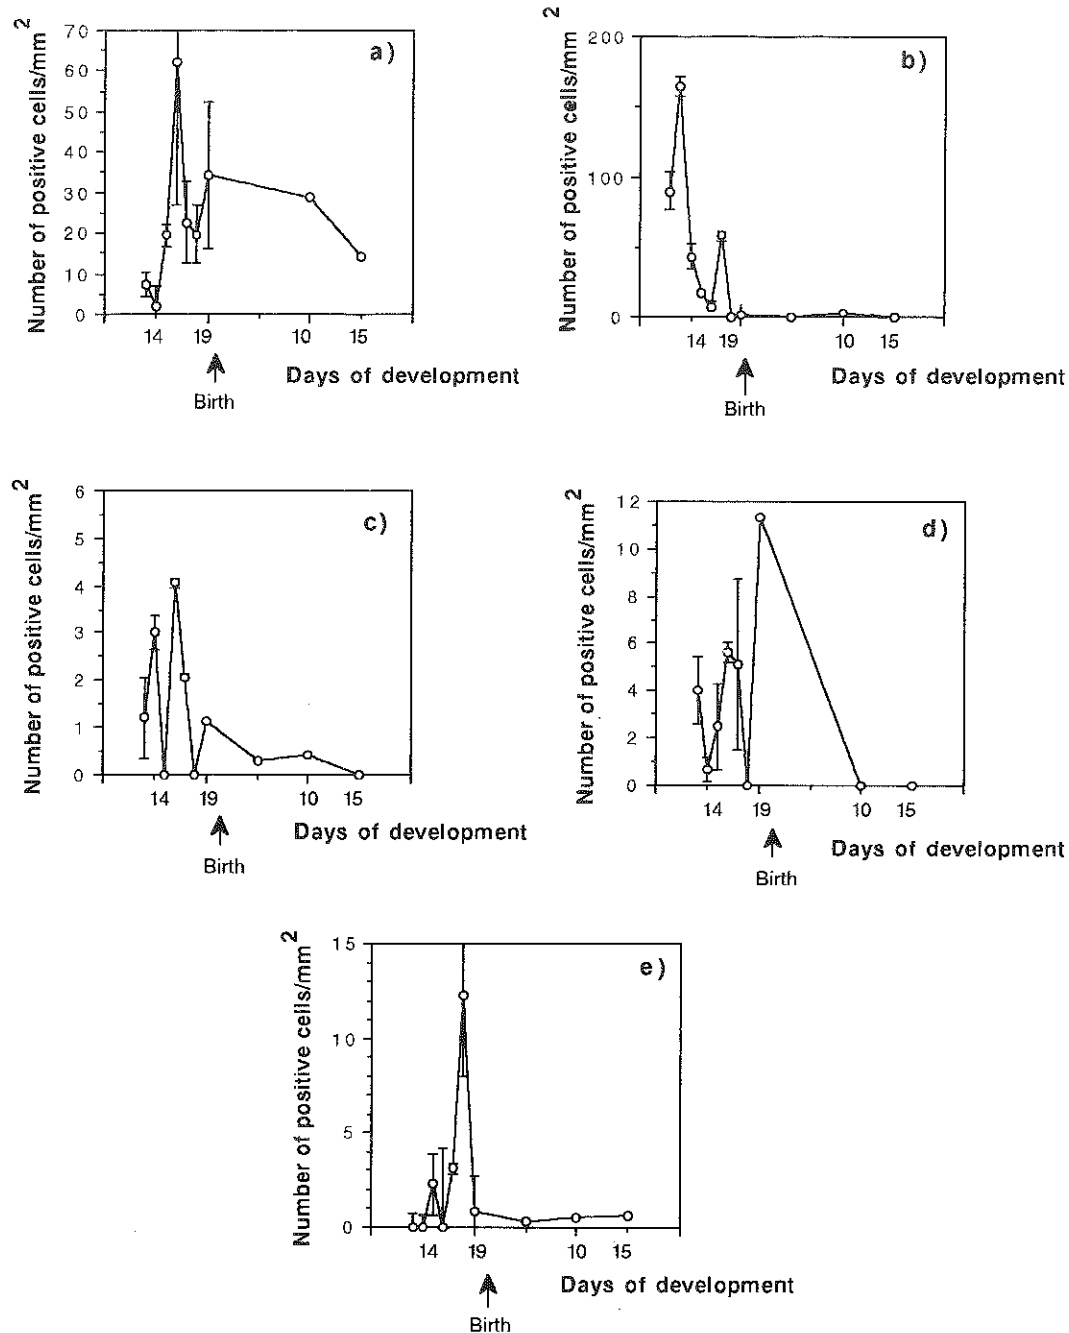 Number of positive cells/mm2
70
60
50
40
30
20
10
0
a)
14
19
10
15
Days of development
Birth
Number of positive cells/mm2
200
100
0
b)
14
19
10
15
Days of development
Birth
Number of positive cells/mm2
6
5
4
3
2
1
0
c)
14
19
10
15
Days of development
Birth
Number of positive cells/mm2
12
10
8
6
4
2
0
d)
14
19
10
15
Days of development
Birth
Number of positive cells/mm2
15
10
5
0
e)
14
19
10
15
Days of development
Birth